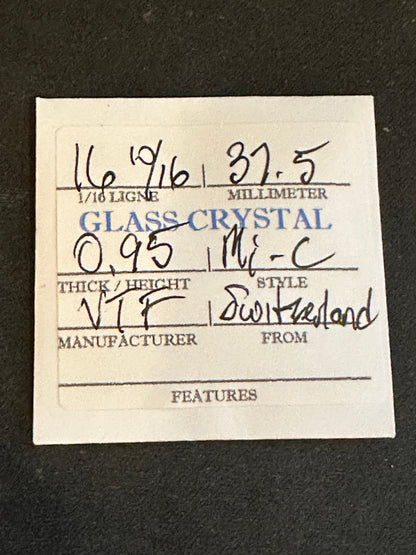 16 10/16 37.5
1/16 LIGNE MILLIMETER
GLASS CRYSTAL
0.95 Mi-C
THICK / HEIGHT STYLE
VTF Switzerland
MANUFACTURER FROM
FEATURES